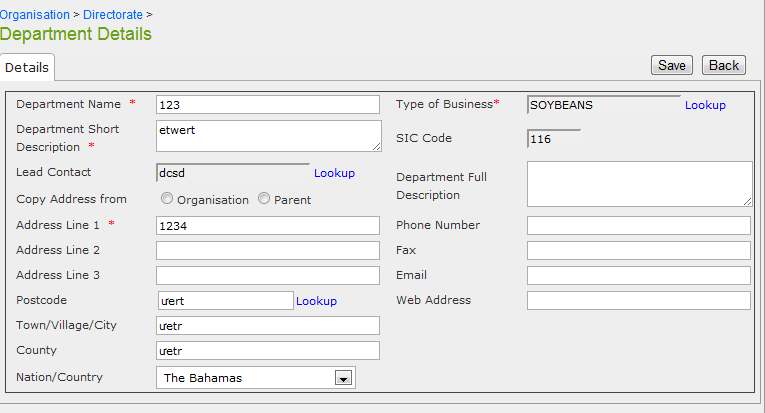 Organisation > Directorate >
Department Details
Details
Save Back
Department Name * 123
Type of Business* SOYBEANS Lookup
Department Short Description * etwert
SIC Code 116
Lead Contact dcsd Lookup
Department Full Description
Copy Address from Organisation Parent
Address Line 1 * 1234
Phone Number
Address Line 2
Fax
Address Line 3
Email
Postcode ưert Lookup
Web Address
Town/Village/City ưetr
County ưetr
Nation/Country The Bahamas